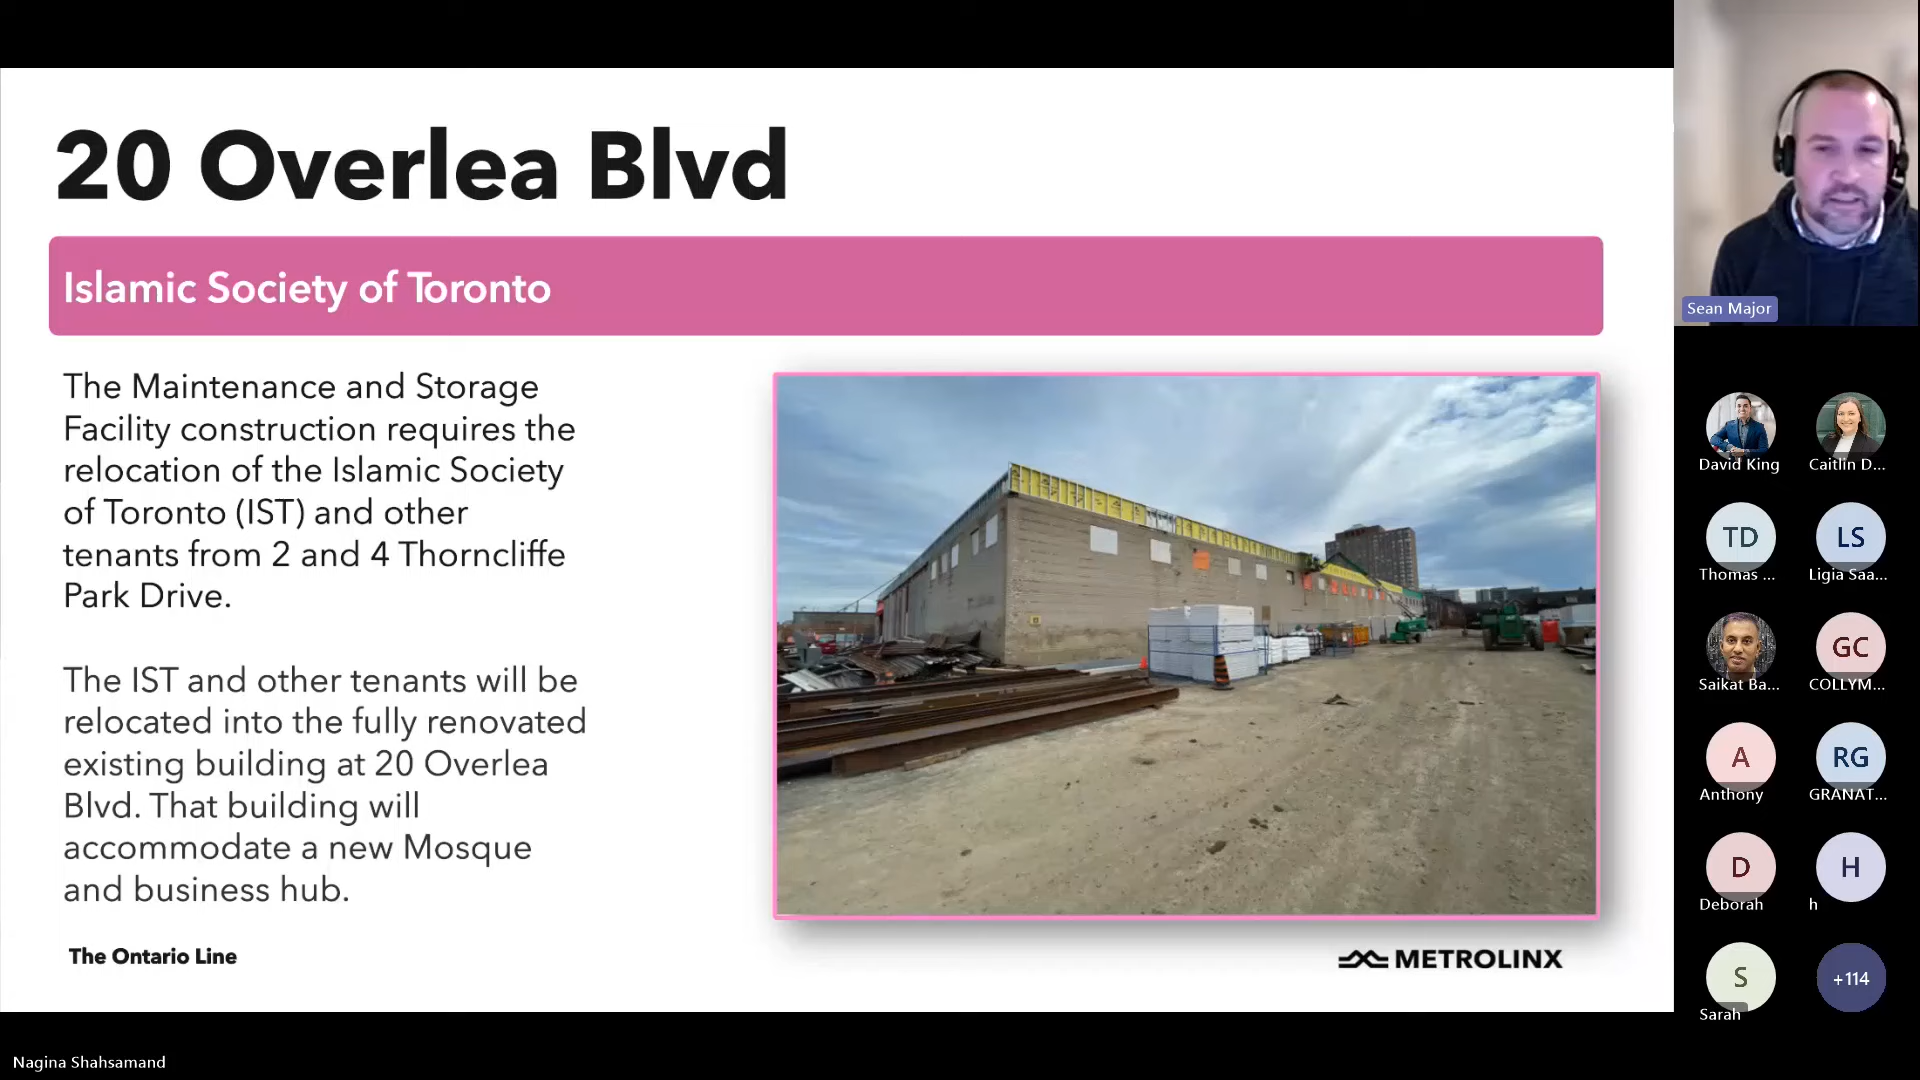 20 Overlea Blvd
Islamic Society of Toronto
The Maintenance and Storage
Facility construction requires the
relocation of the Islamic Society
of Toronto (IST) and other
tenants from 2 and 4 Thorncliffe
Park Drive.
The IST and other tenants will be
relocated into the fully renovated
existing building at 20 Overlea
Blvd. That building will
accommodate a new Mosque
and business hub.
The Ontario Line
METROLINX
Sean Major
David King
Caitlin D...
TD
Thomas ...
LS
Ligia Saa...
Saikat Ba...
GC
COLLYM...
A
Anthony
RG
GRANAT...
D
Deborah
H
h
S
Sarah
+114
Nagina Shahsamand